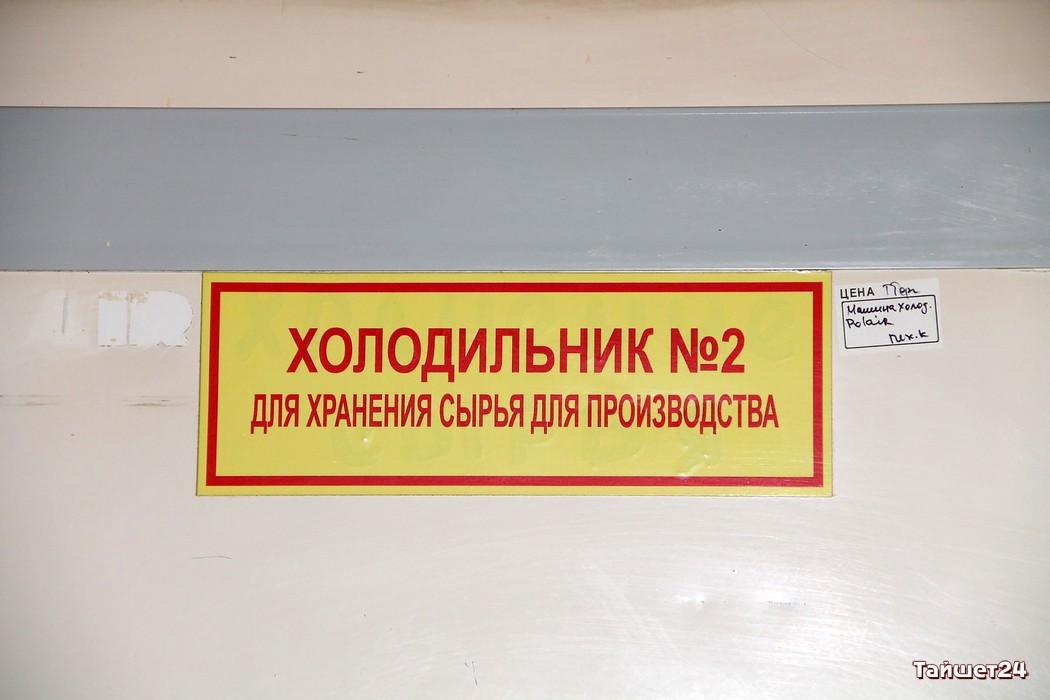 ХОЛОДИЛЬНИК №2
ДЛЯ ХРАНЕНИЯ СЫРЬЯ ДЛЯ ПРОИЗВОДСТВА
ЦЕНА
Машина холод.
Polair
Тайшет24